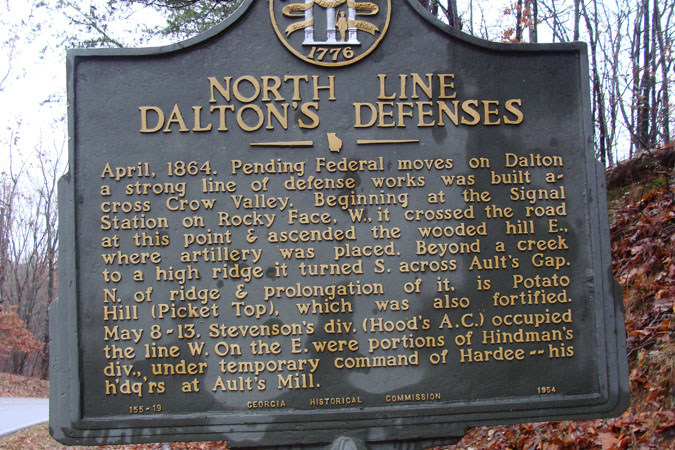 1776
NORTH LINE
DALTON'S DEFENSES
April, 1864. Pending Federal moves on Dalton
a strong line of defense works was built a-
cross Crow Valley. Beginning at the Signal
Station on Rocky Face, W., it crossed the road
at this point & ascended the wooded hill E.,
where artillery was placed. Beyond a creek
to a high ridge it turned S. across Ault's Gap.
N. of ridge & prolongation of it, is Potato
Hill (Picket Top), which was also fortified.
May 8-13. Stevenson's div. (Hood's A.C.) occupied
the line W. On the E. were portions of Hindman's
div., under temporary command of Hardee -- his
h'dq'rs at Ault's Mill.
155-19 GEORGIA HISTORICAL COMMISSION 1954